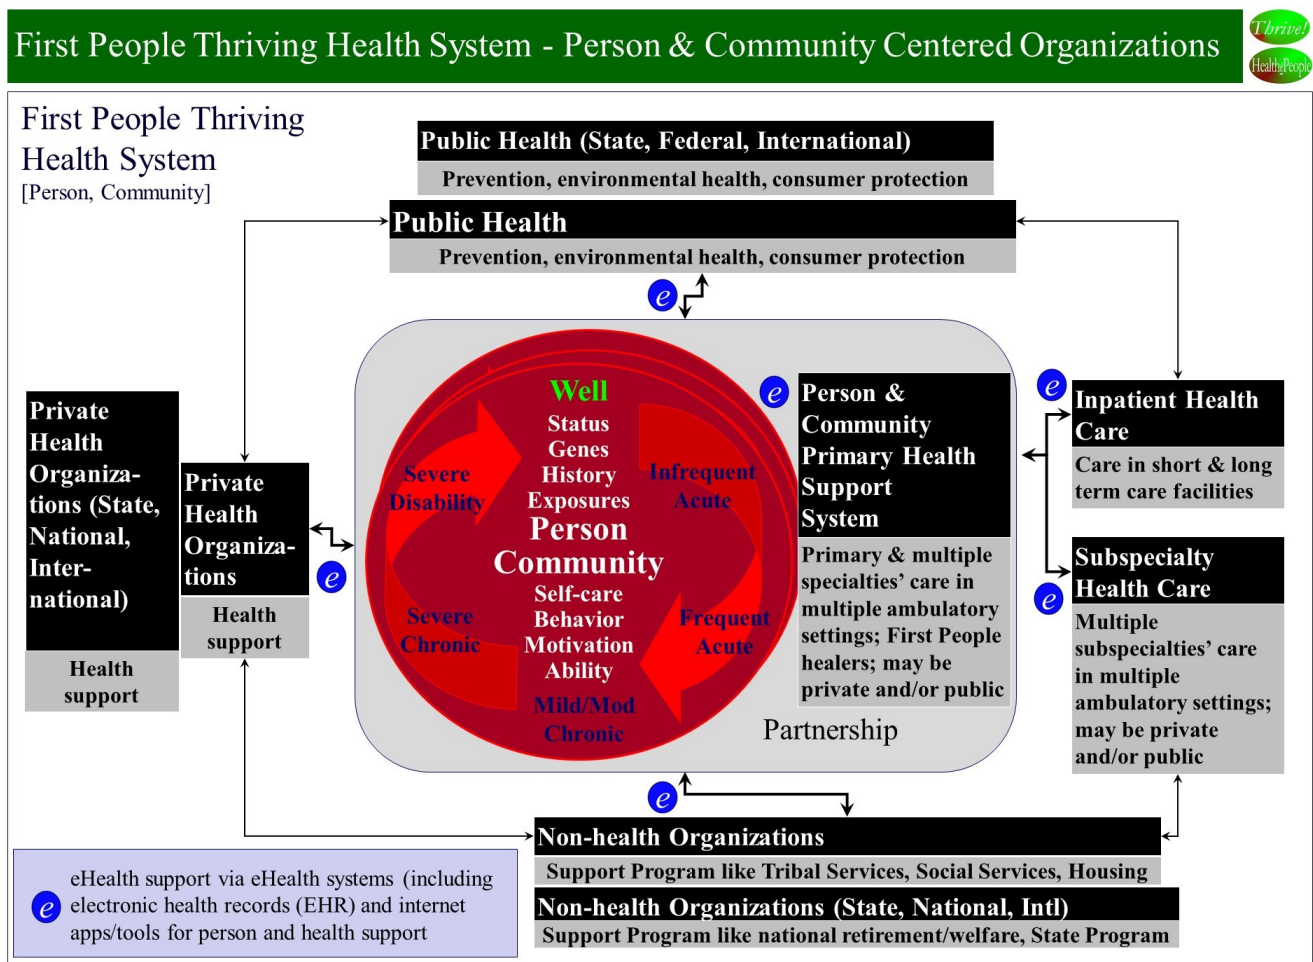 First People Thriving Health System - Person & Community Centered Organizations
Thrive!
HealthePeople
First People Thriving
Health System
[Person, Community]
Public Health (State, Federal, International)
Prevention, environmental health, consumer protection
Public Health
Prevention, environmental health, consumer protection
e
Private
Health
Organiza-
tions (State,
National,
Inter-
national)
Health
support
Private
Health
Organiza-
tions
Health
support
e
Well
Status
Genes
History
Exposures
Person
Community
Self-care
Behavior
Motivation
Ability
Severe
Disability
Infrequent
Acute
Severe
Chronic
Frequent
Acute
Mild/Mod
Chronic
e
Person &
Community
Primary Health
Support
System
Primary & multiple
specialties' care in
multiple ambulatory
settings; First People
healers; may be
private and/or public
Partnership
e
Inpatient Health
Care
Care in short & long
term care facilities
e
Subspecialty
Health Care
Multiple
subspecialties' care
in multiple
ambulatory settings;
may be private
and/or public
e
Non-health Organizations
Support Program like Tribal Services, Social Services, Housing
Non-health Organizations (State, National, Intl)
Support Program like national retirement/welfare, State Program
e
eHealth support via eHealth systems (including
electronic health records (EHR) and internet
apps/tools for person and health support